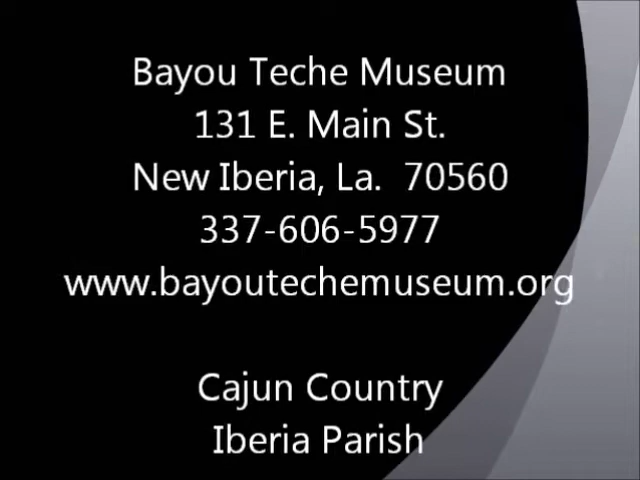 Bayou Teche Museum
131 E. Main St.
New Iberia, La.  70560
337-606-5977
www.bayoutechemuseum.org
Cajun Country
Iberia Parish